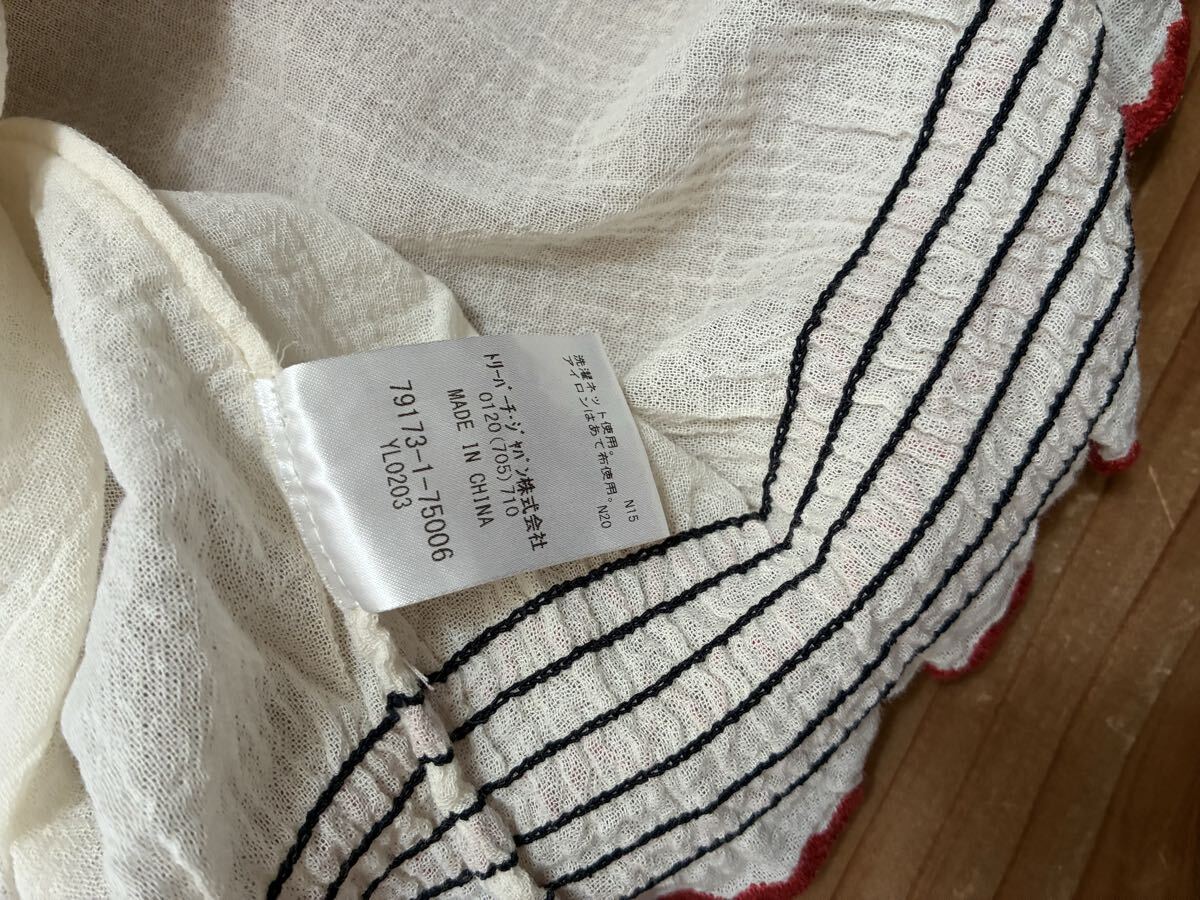 洗濯ネット使用。 N15
アイロンはあて布使用。N20
ﾄﾘｰﾊﾞｰﾁ･ｼﾞｬﾊﾟﾝ株式会社
0120(705)710
MADE IN CHINA
79173-1-75006
YL0203